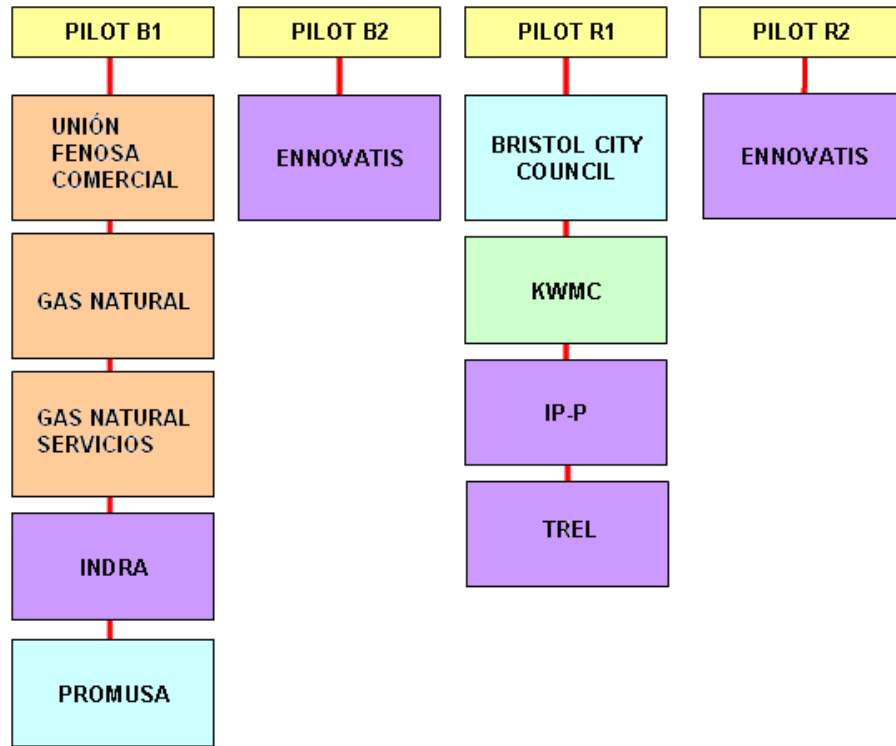 PILOT B1
UNIÓN
FENOSA
COMERCIAL
GAS NATURAL
GAS NATURAL
SERVICIOS
INDRA
PROMUSA
PILOT B2
ENNOVATIS
PILOT R1
BRISTOL CITY
COUNCIL
KWMC
IP-P
TREL
PILOT R2
ENNOVATIS